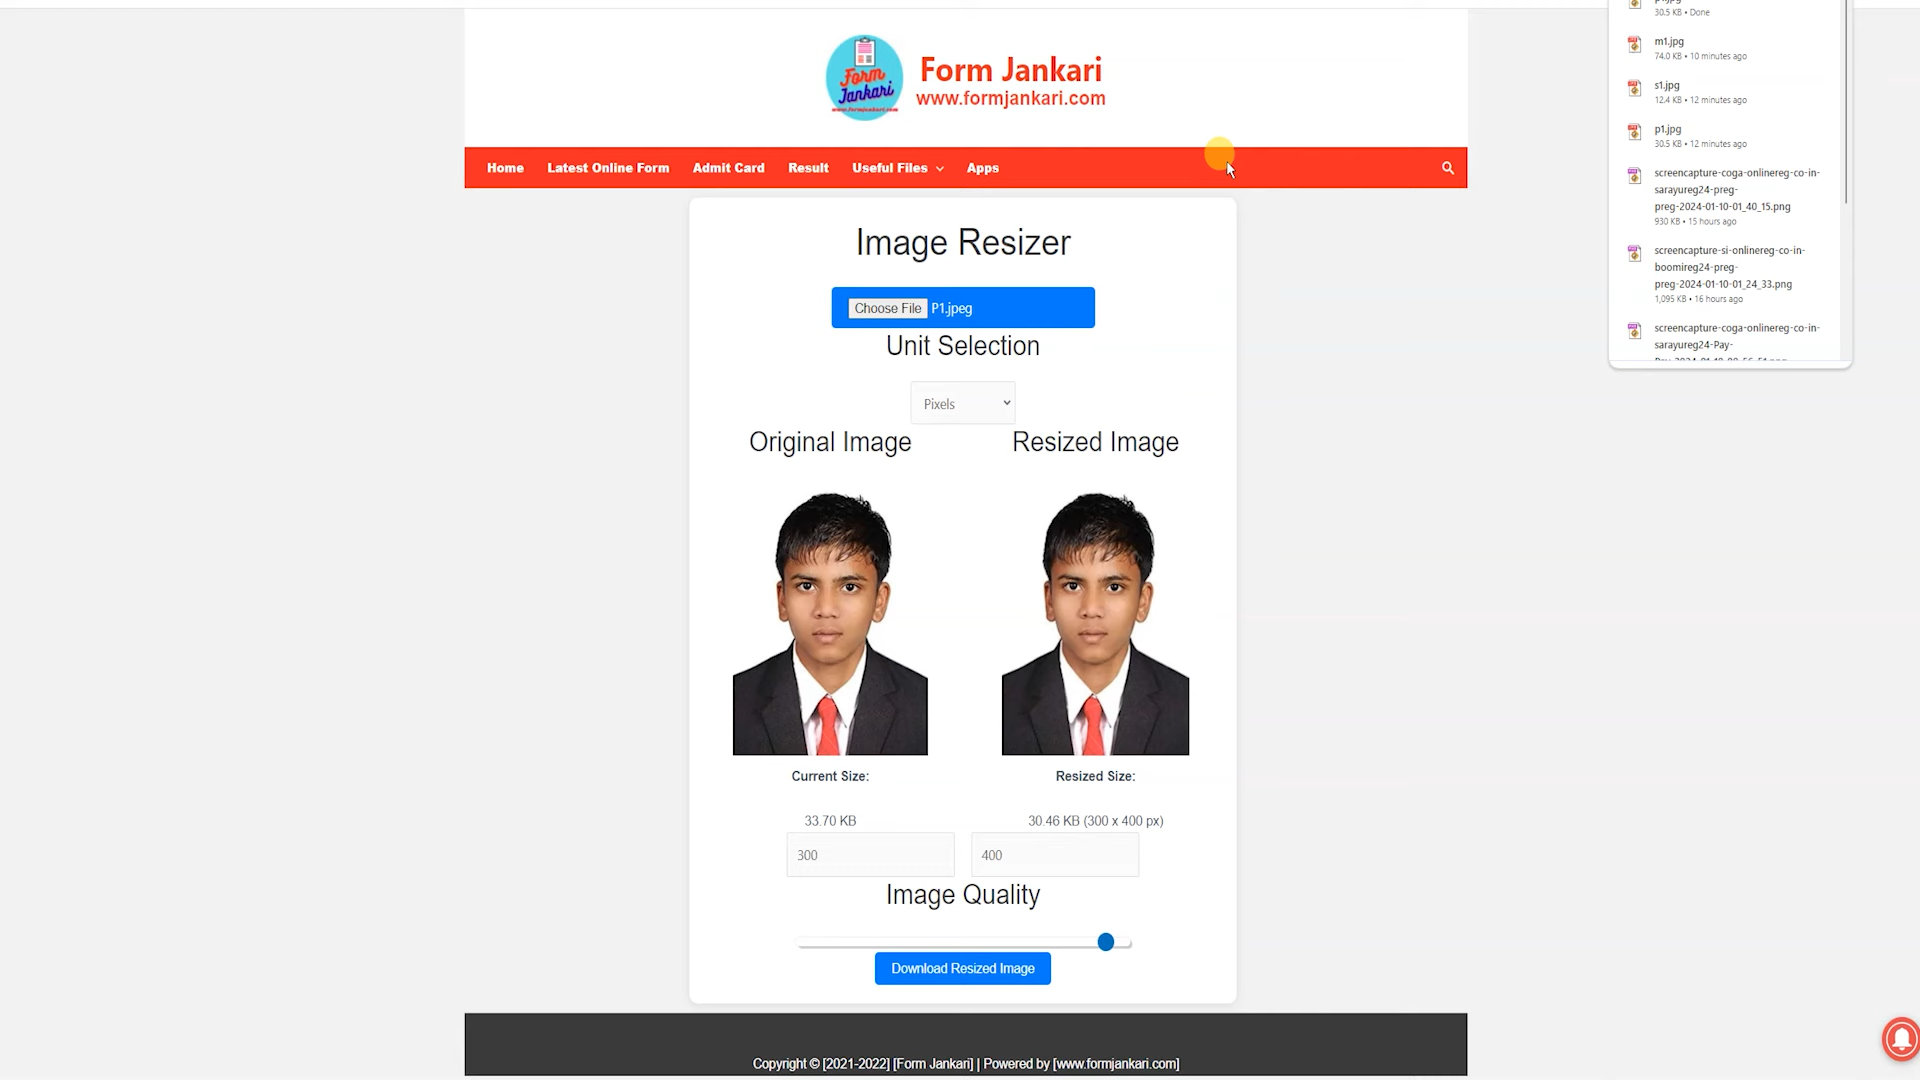 Form Jankari
www.formjankari.com
Form
Jankari
www.formjankari.com
Home Latest Online Form Admit Card Result Useful Files Apps
Image Resizer
Choose File P1.jpeg
Unit Selection
Pixels
Original Image Resized Image
Current Size: Resized Size:
33.70 KB 30.46 KB (300 x 400 px)
300 400
Image Quality
Download Resized Image
Copyright © [2021-2022] [Form Jankari] | Powered by [www.formjankari.com]
30.5 KB • Done
m1.jpg
74.0 KB • 10 minutes ago
s1.jpg
12.4 KB • 12 minutes ago
p1.jpg
30.5 KB • 12 minutes ago
screencapture-coga-onlinereg-co-in-
sarayureg24-preg-
preg-2024-01-10-01_40_15.png
930 KB • 15 hours ago
screencapture-si-onlinereg-co-in-
boomireg24-preg-
preg-2024-01-10-01_24_33.png
1,095 KB • 16 hours ago
screencapture-coga-onlinereg-co-in-
sarayureg24-Pay-